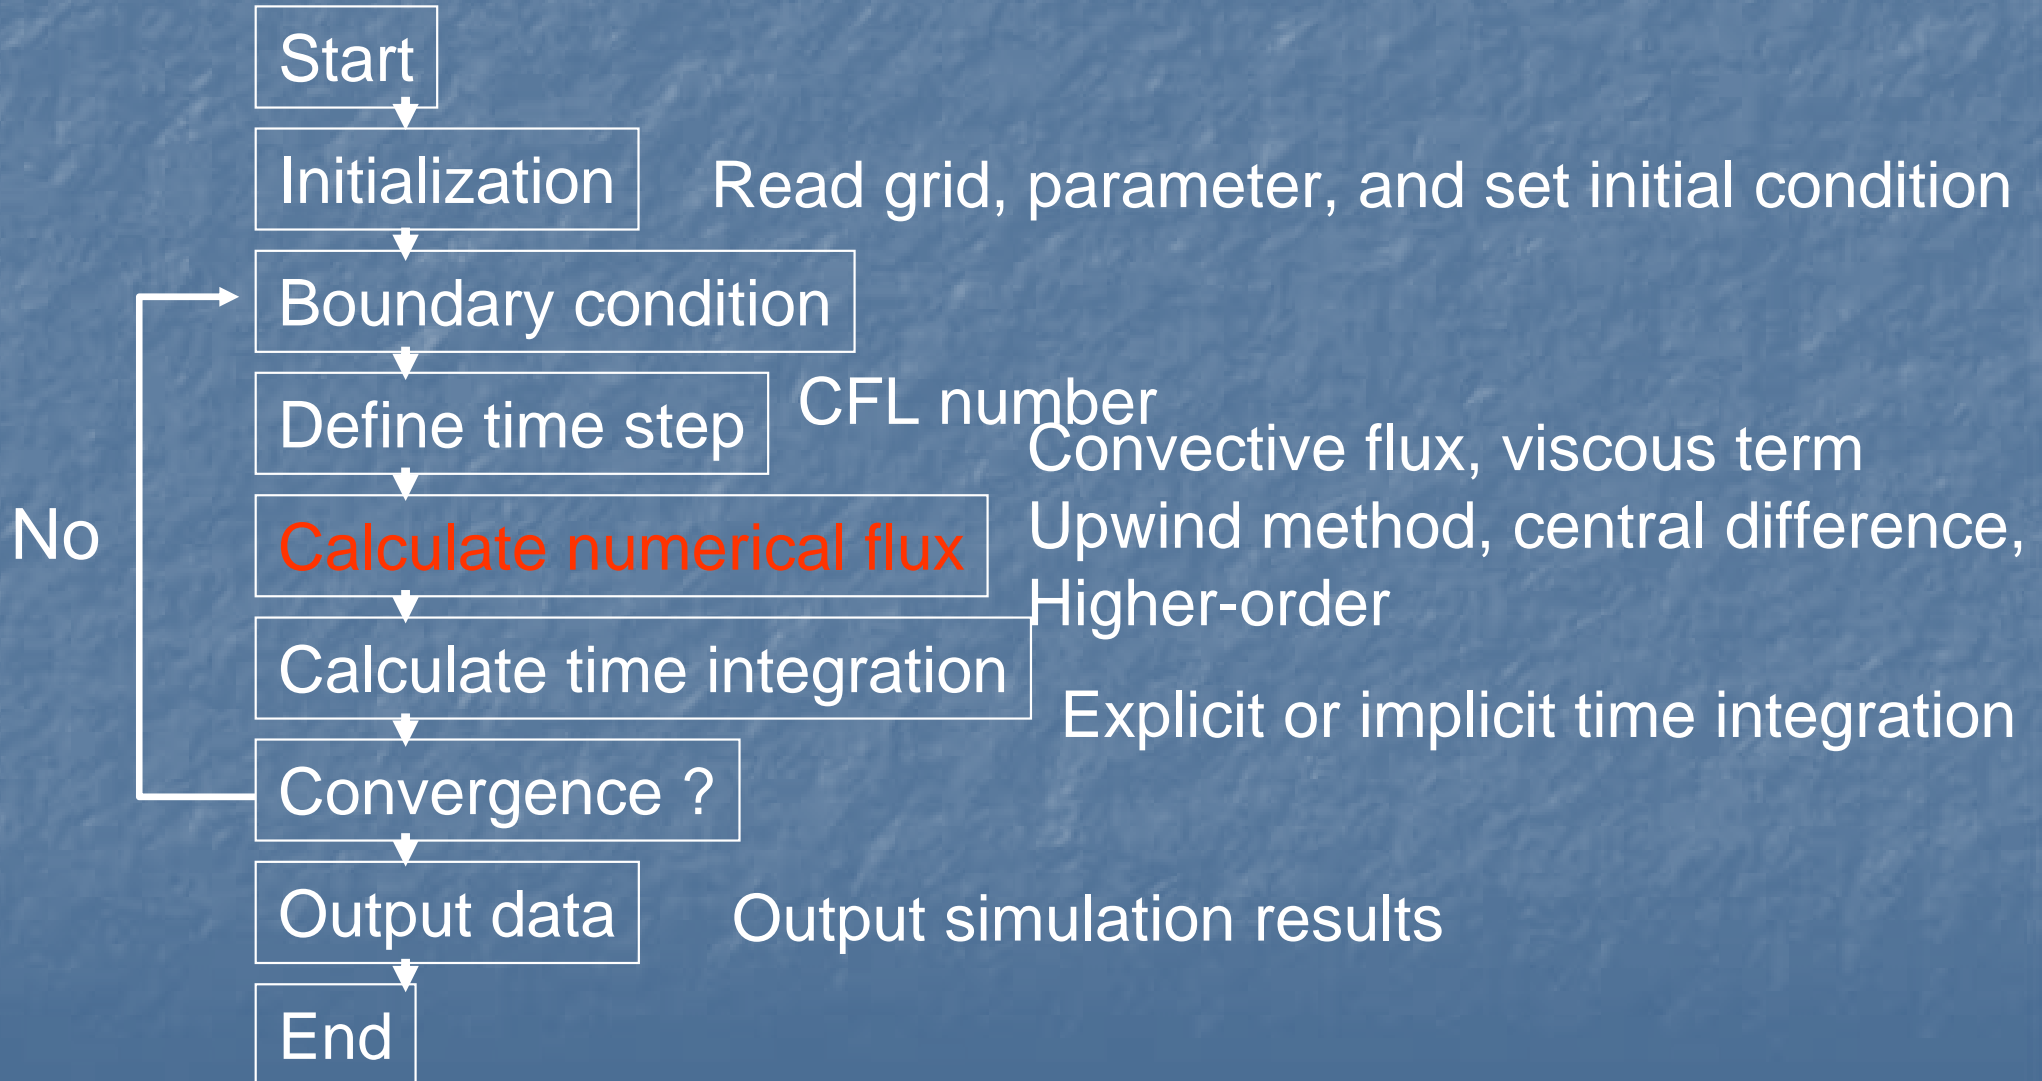 Start
Initialization
Read grid, parameter, and set initial condition
Boundary condition
Define time step
CFL number
Convective flux, viscous term
No
Calculate numerical flux
Upwind method, central difference,
Higher-order
Calculate time integration
Explicit or implicit time integration
Convergence ?
Output data
Output simulation results
End